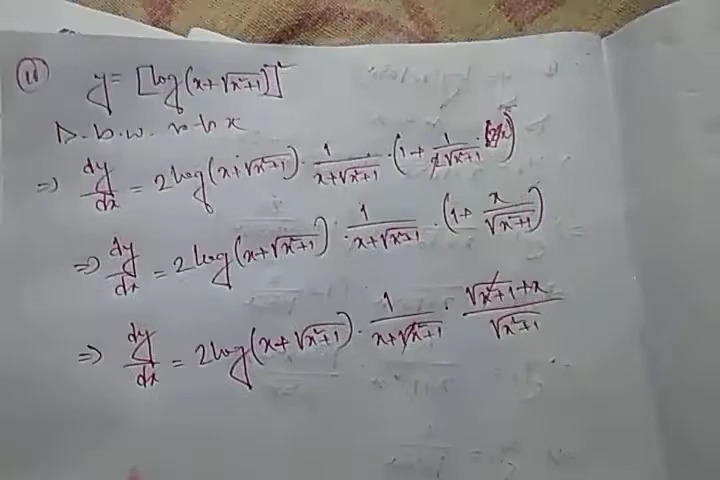 (11) y = [log(x+√(x²+1))]²
D. b. w. r. to x
⇒ dy/dx = 2log(x+√(x²+1)) · 1/(x+√(x²+1)) · (1 + 1/(2√(x²+1)) · (2x))
⇒ dy/dx = 2log(x+√(x²+1)) · 1/(x+√(x²+1)) · (1 + x/√(x²+1))
⇒ dy/dx = 2log(x+√(x²+1)) · 1/(x+√(x²+1)) · (√(x²+1)+x)/√(x²+1)